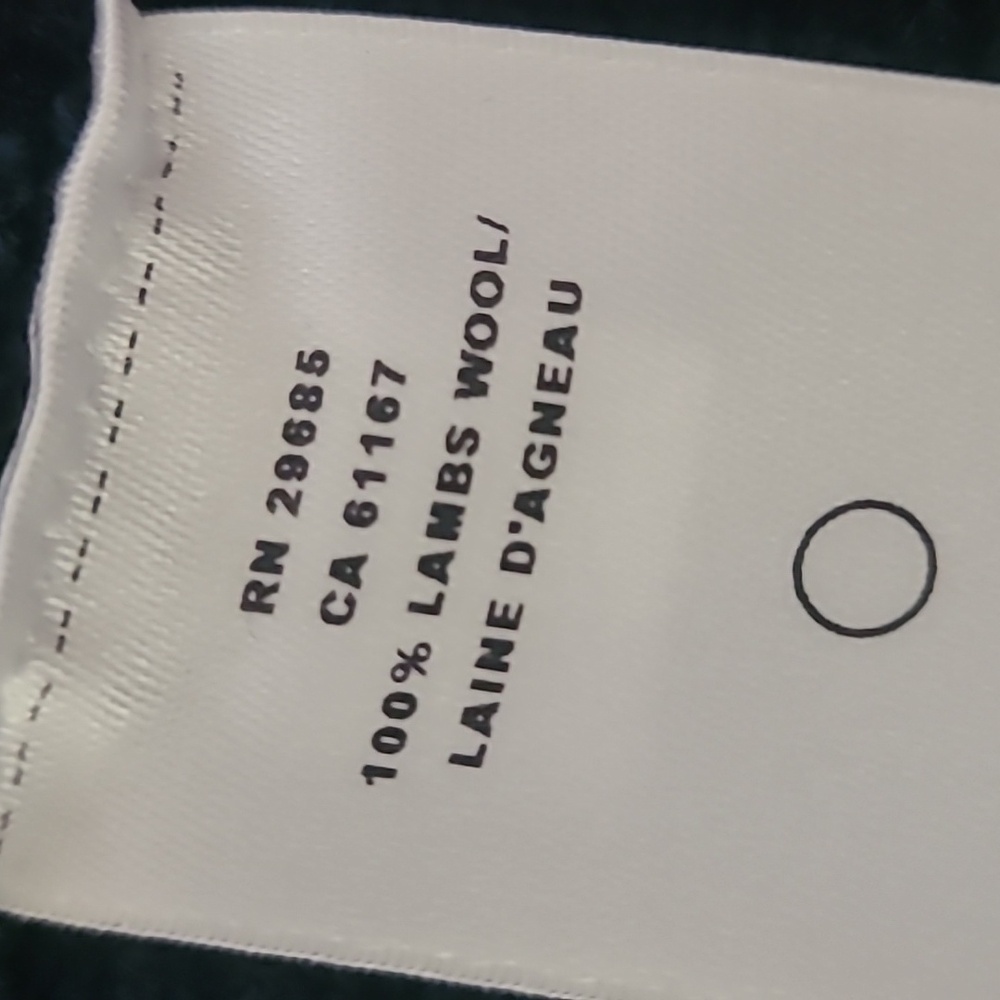 RN 29685
CA 61167
100% LAMBS WOOL/
LAINE D'AGNEAU